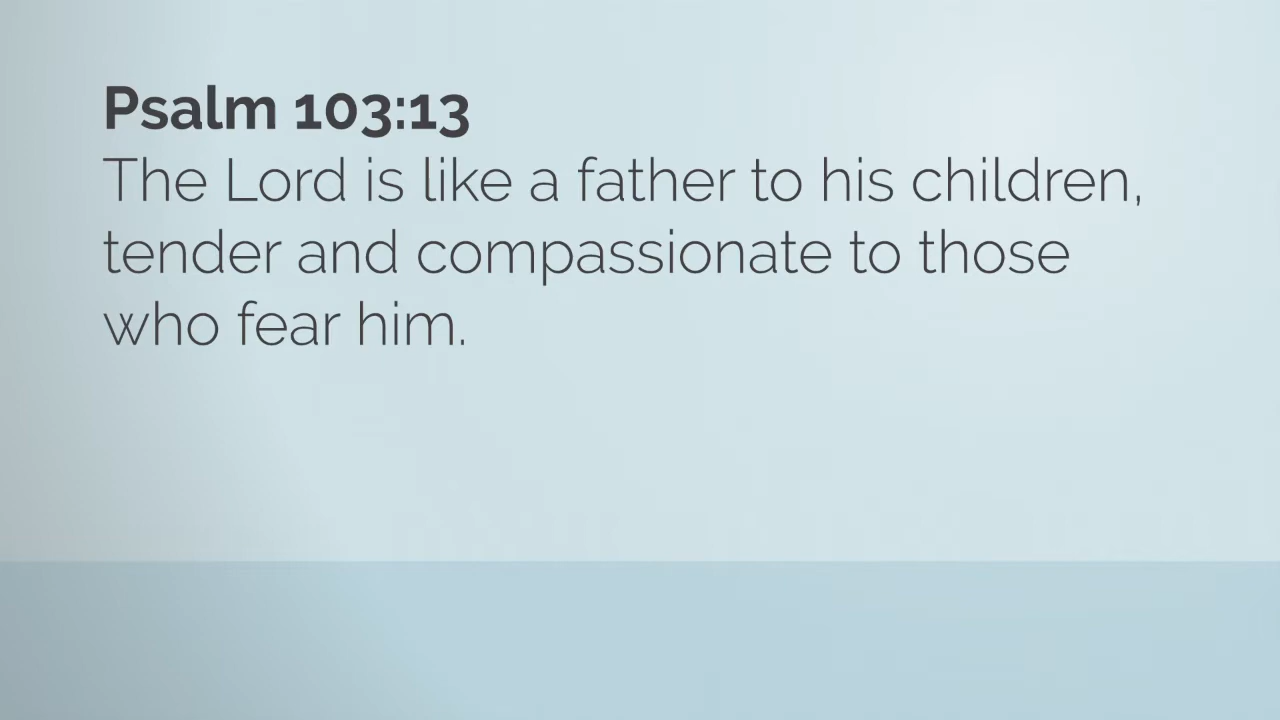 Psalm 103:13
The Lord is like a father to his children,
tender and compassionate to those
who fear him.